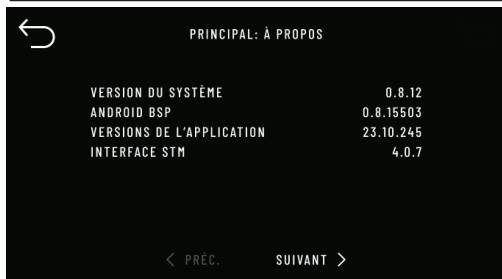 PRINCIPAL: À PROPOS
VERSION DU SYSTÈME 0.8.12
ANDROID BSP 0.8.15503
VERSIONS DE L'APPLICATION 23.10.245
INTERFACE STM 4.0.7
< PRÉC. SUIVANT >